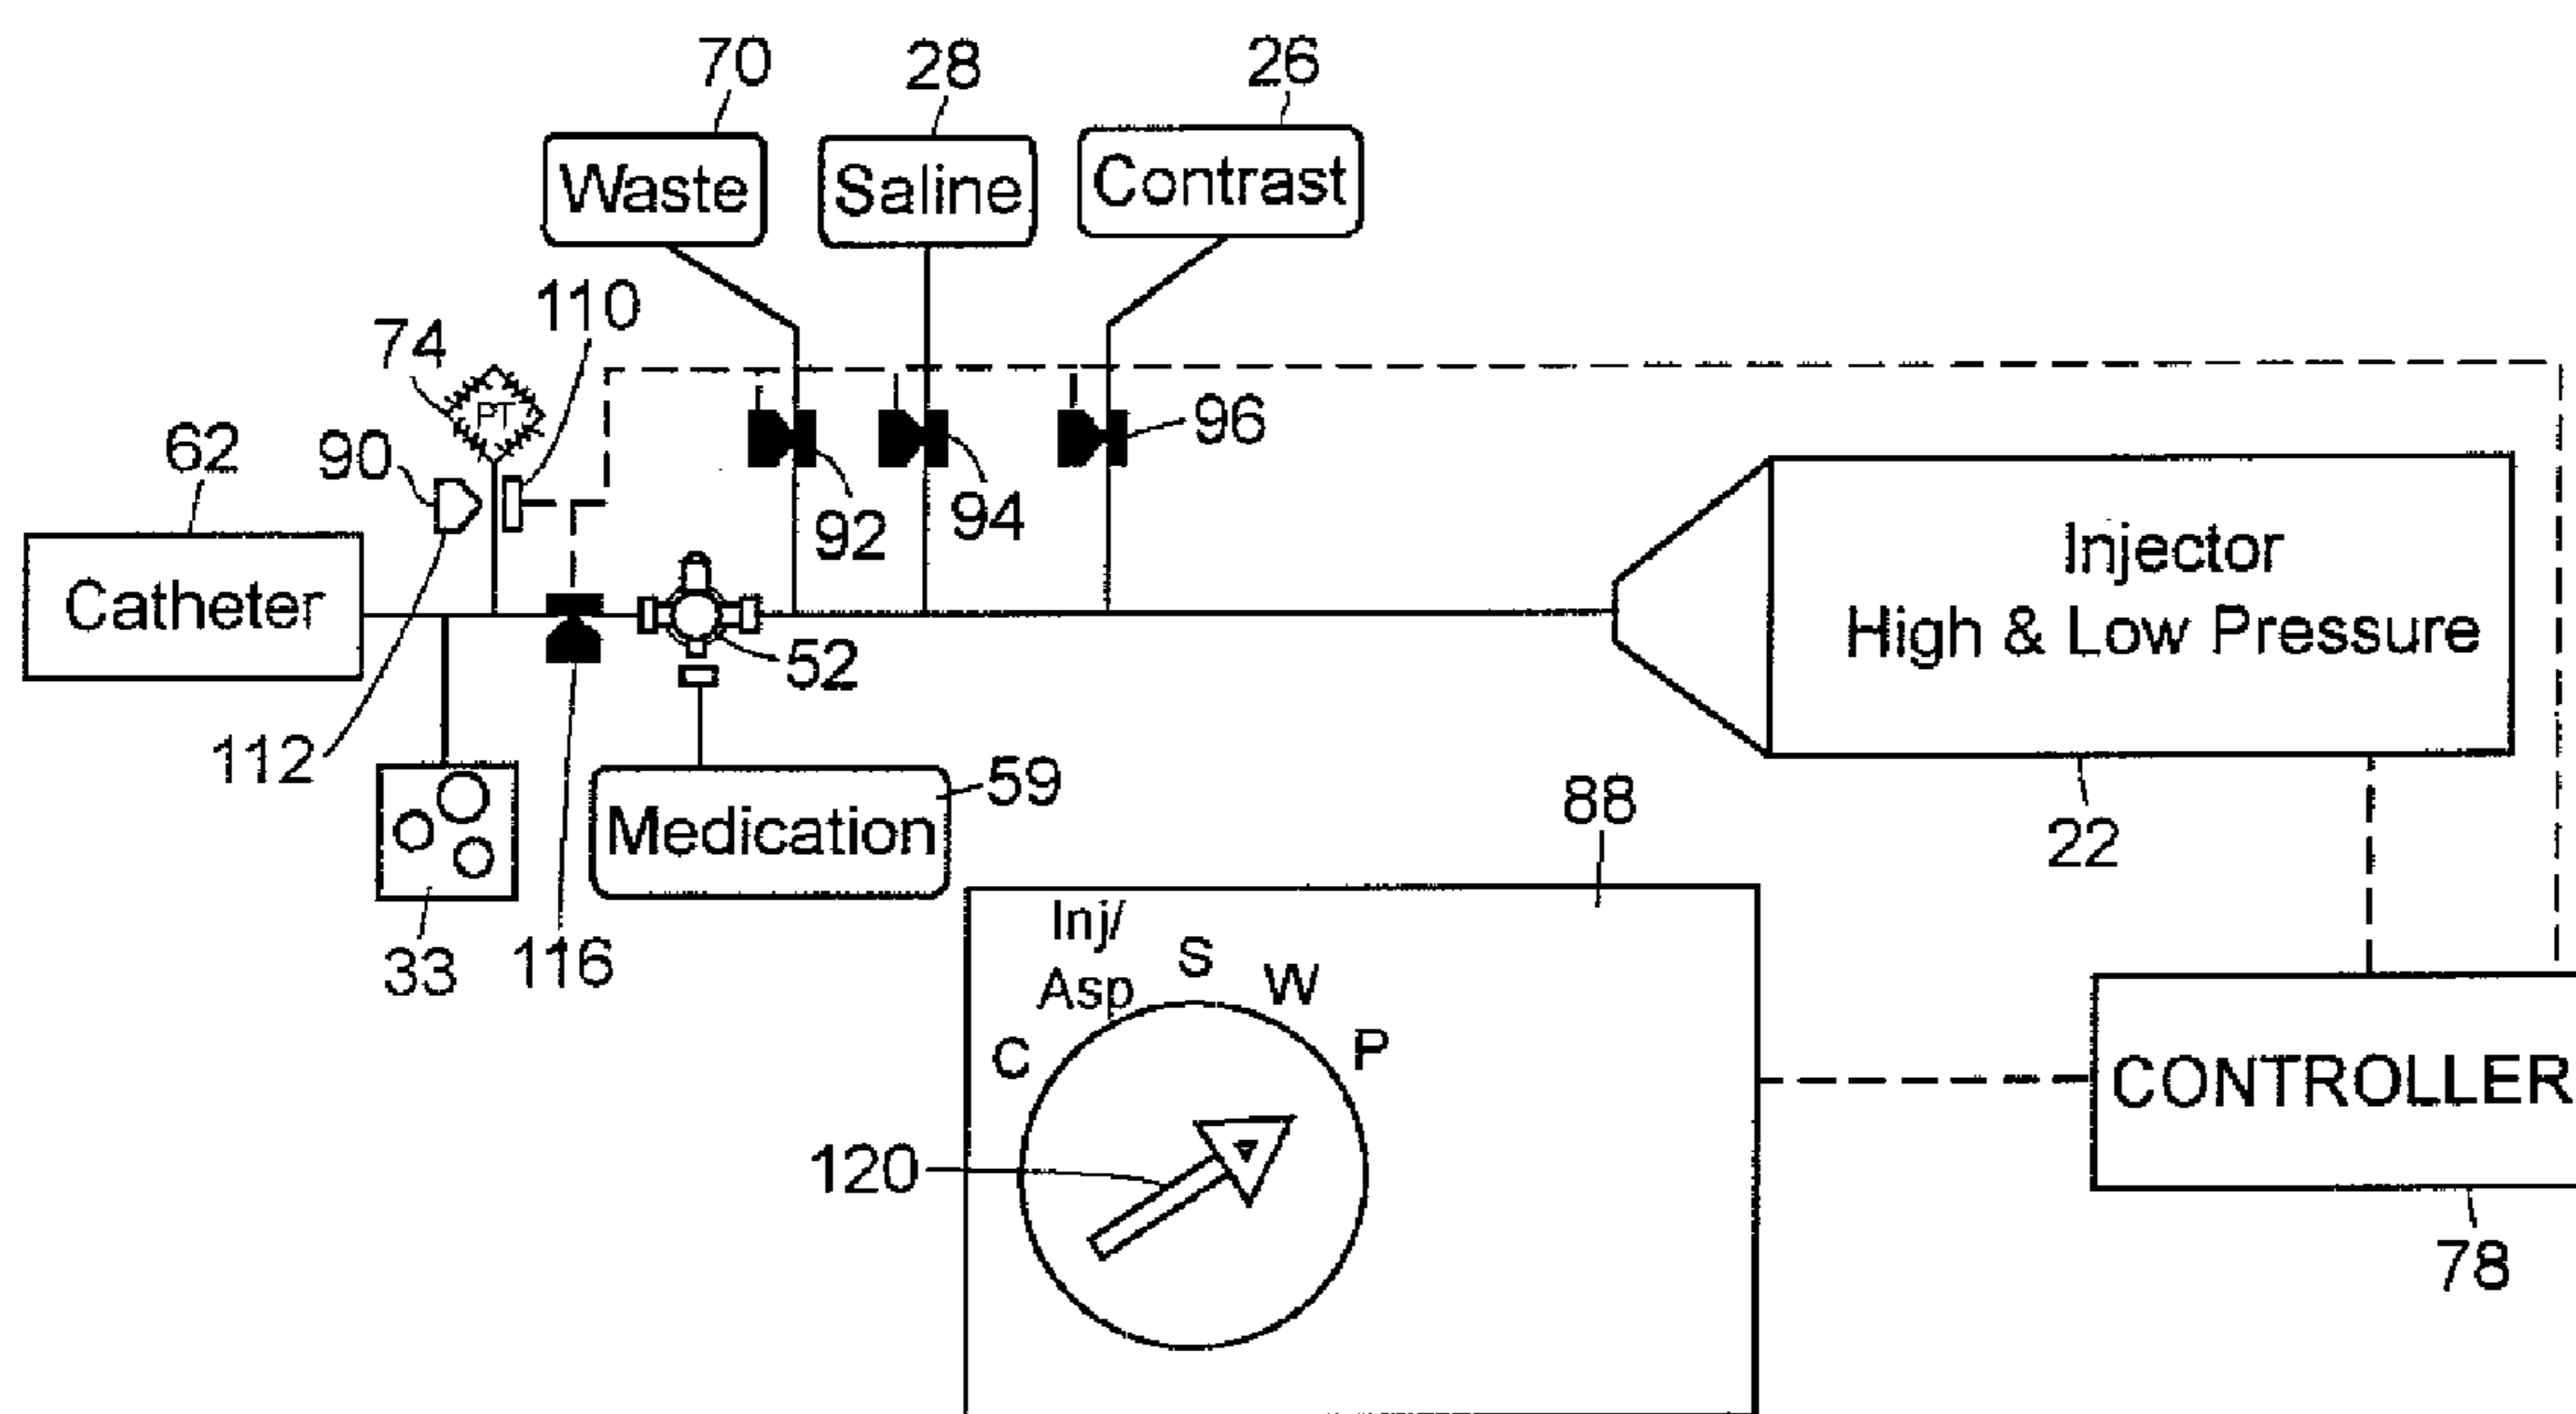 70
28
26
Waste
Saline
Contrast
110
74
PT
62
90
96
92
94
Catheter
Injector
High & Low Pressure
52
112
59
Medication
88
22
33
116
Inj/
Asp
S
W
C
P
CONTROLLER
120
78